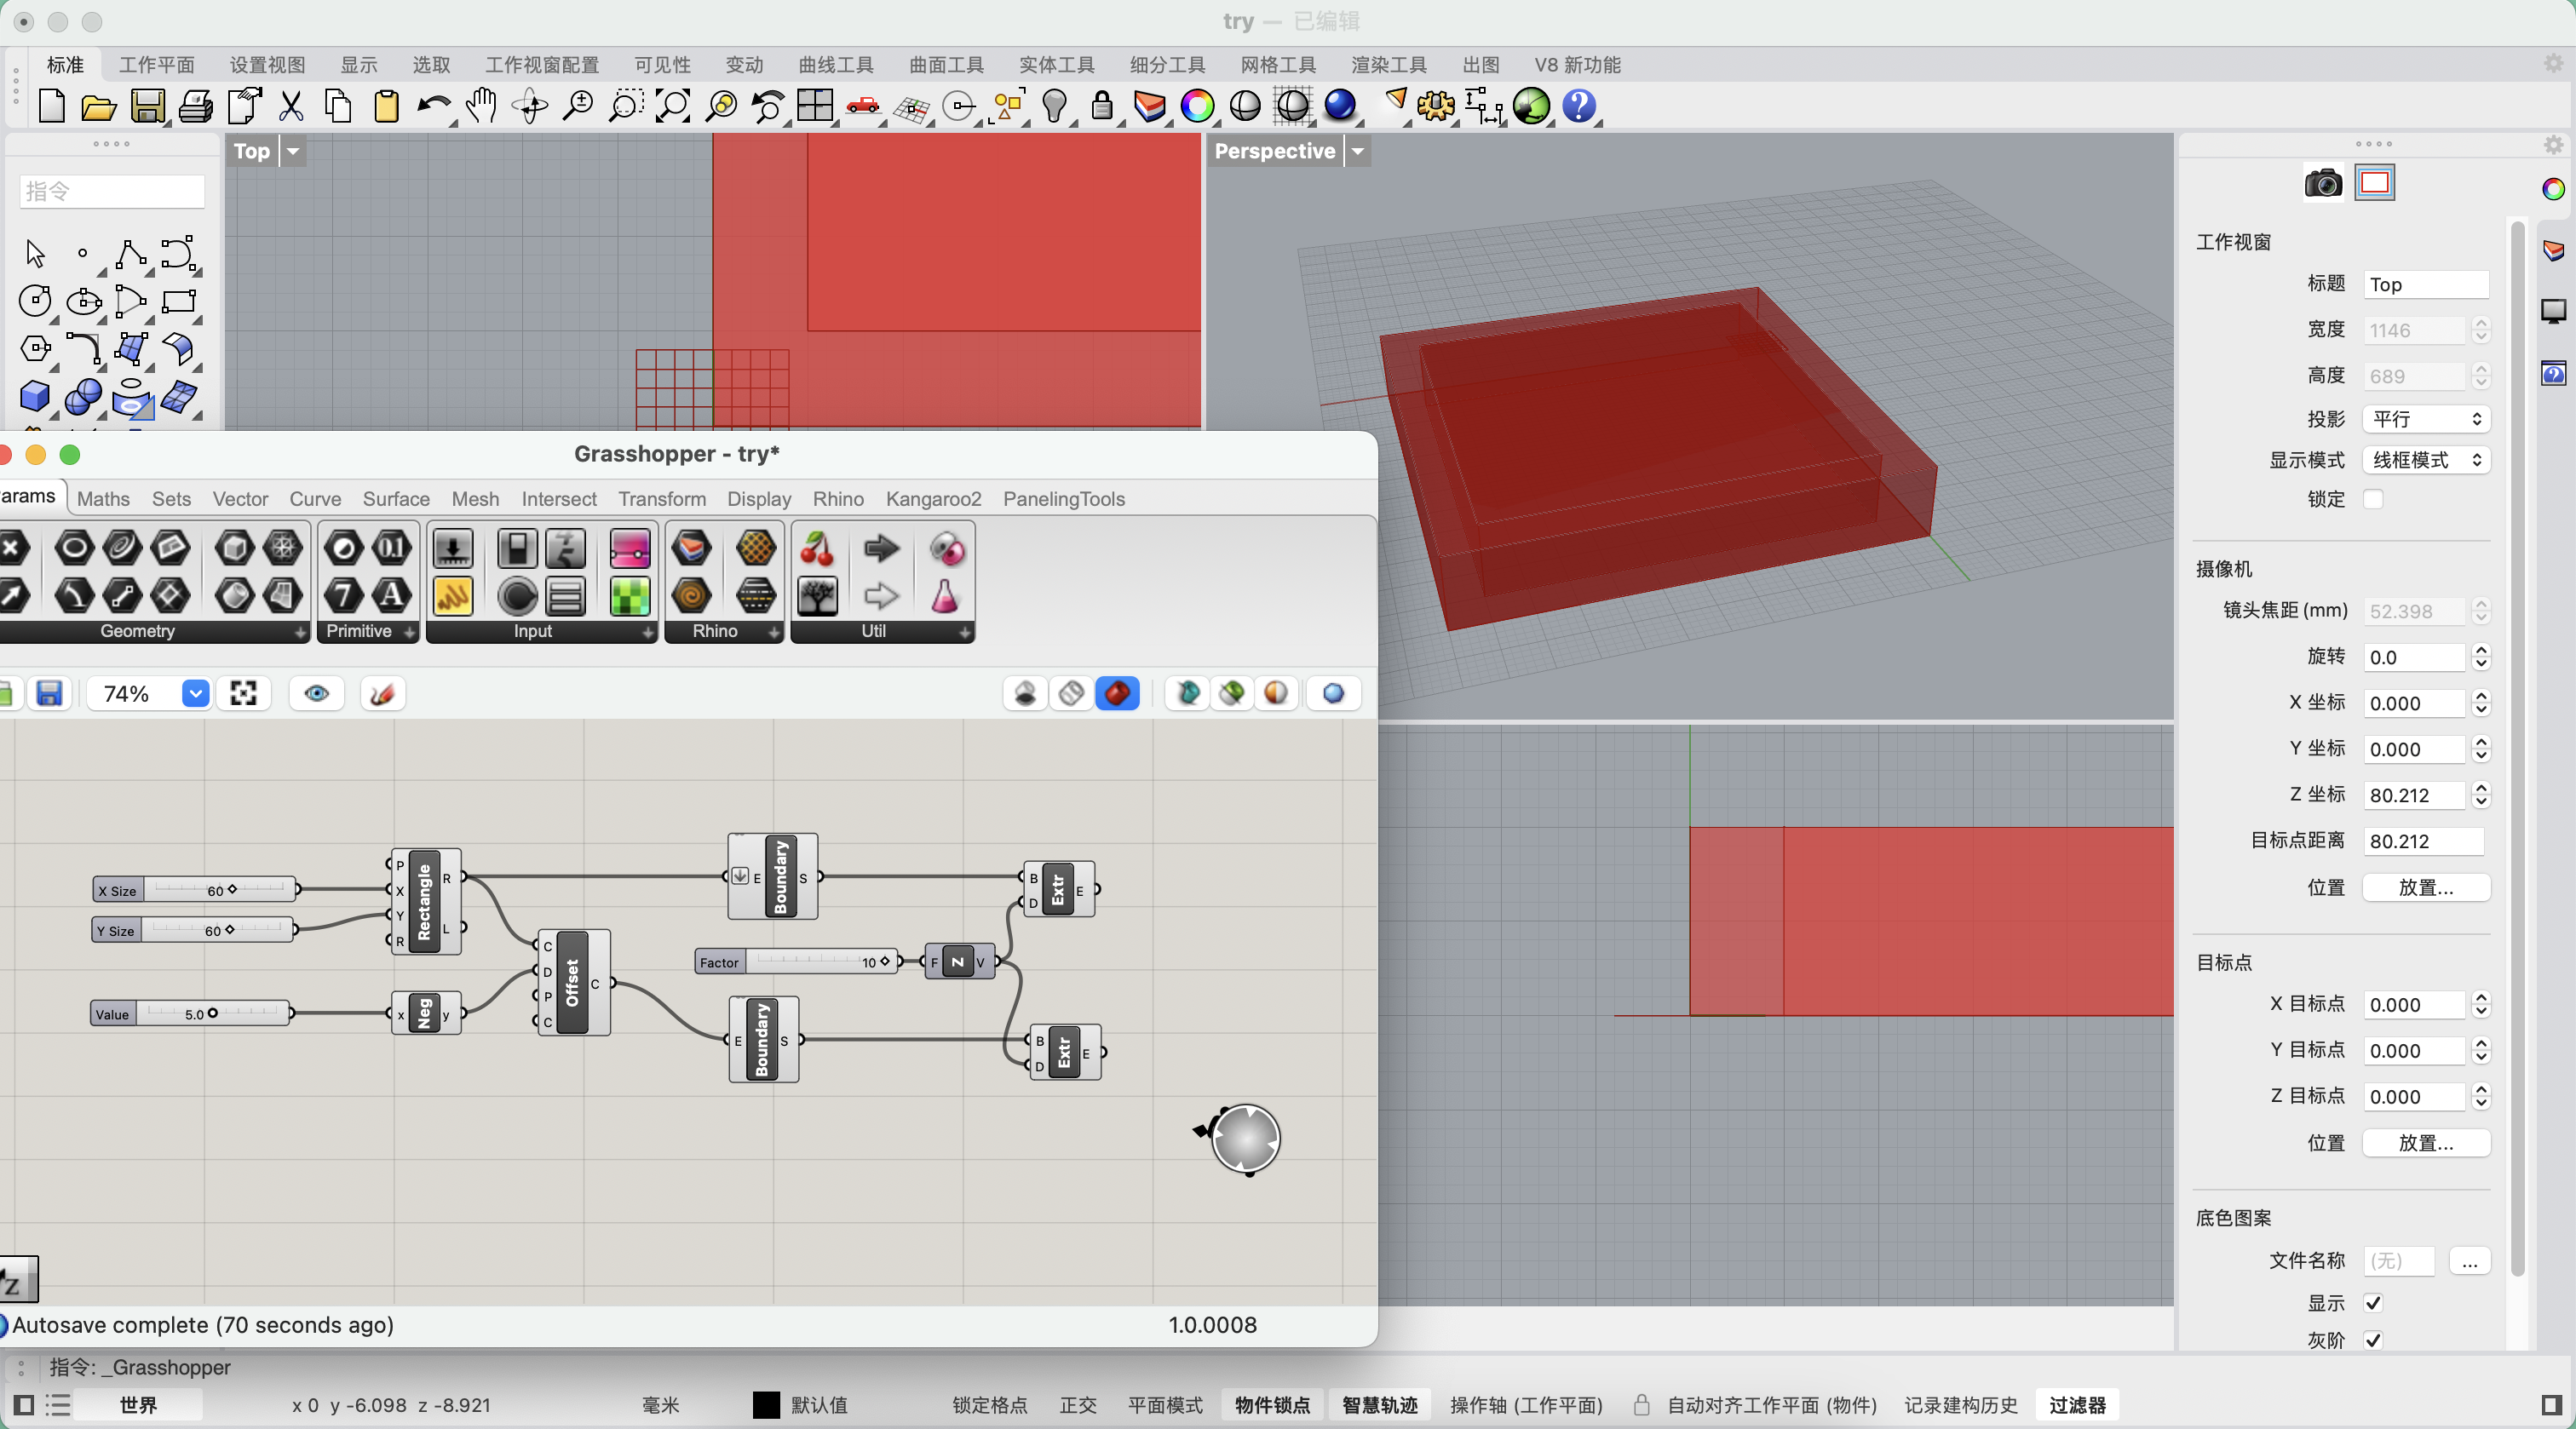 try — 已编辑
标准 工作平面 设置视图 显示 选取 工作视窗配置 可见性 变动 曲线工具 曲面工具 实体工具 细分工具 网格工具 渲染工具 出图 V8 新功能
指令
Top
Perspective
工作视窗
标题 Top
宽度 1146
高度 689
投影 平行
显示模式 线框模式
锁定
摄像机
镜头焦距 (mm) 52.398
旋转 0.0
X 坐标 0.000
Y 坐标 0.000
Z 坐标 80.212
目标点距离 80.212
位置 放置...
目标点
X 目标点 0.000
Y 目标点 0.000
Z 目标点 0.000
位置 放置...
底色图案
文件名称 (无) ...
显示
灰阶
Grasshopper - try*
arams Maths Sets Vector Curve Surface Mesh Intersect Transform Display Rhino Kangaroo2 PanelingTools
Geometry Primitive Input Rhino Util
74%
X Size 60
Y Size 60
P X Y R Rectangle R L
Value 5.0
x Neg y
C D P C Offset C
E Boundary S
Factor 10
F Z V
E Boundary S
B D Extr E
B D Extr E
Autosave complete (70 seconds ago) 1.0.0008
指令: _Grasshopper
世界 x 0 y -6.098 z -8.921 毫米 默认值 锁定格点 正交 平面模式 物件锁点 智慧轨迹 操作轴 (工作平面) 自动对齐工作平面 (物件) 记录建构历史 过滤器